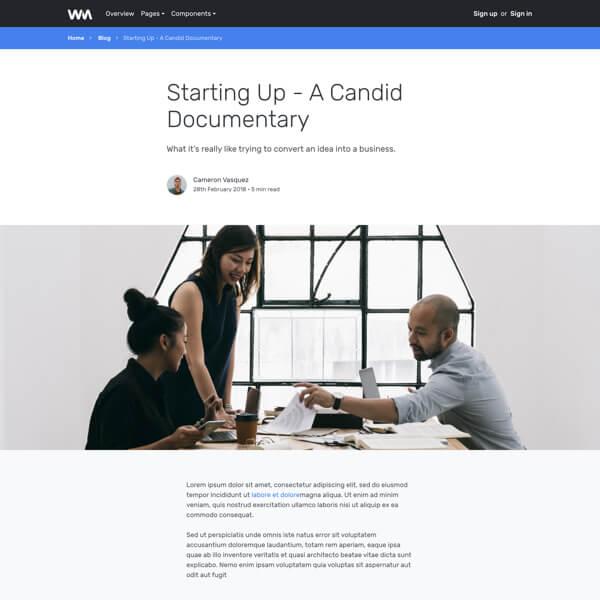 WM
Overview Pages Components Sign up or Sign in
Home Blog Starting Up - A Candid Documentary
Starting Up - A Candid
Documentary
What it's really like trying to convert an idea into a business.
Cameron Vasquez
28th February 2018 • 5 min read
Lorem ipsum dolor sit amet, consectetur adipiscing elit, sed do eiusmod
tempor incididunt ut labore et doloremagna aliqua. Ut enim ad minim
veniam, quis nostrud exercitation ullamco laboris nisi ut aliquip ex ea
commodo consequat.
Sed ut perspiciatis unde omnis iste natus error sit voluptatem
accusantium doloremque laudantium, totam rem aperiam, eaque ipsa
quae ab illo inventore veritatis et quasi architecto beatae vitae dicta sunt
explicabo. Nemo enim ipsam voluptatem quia voluptas sit aspernatur aut
odit aut fugit